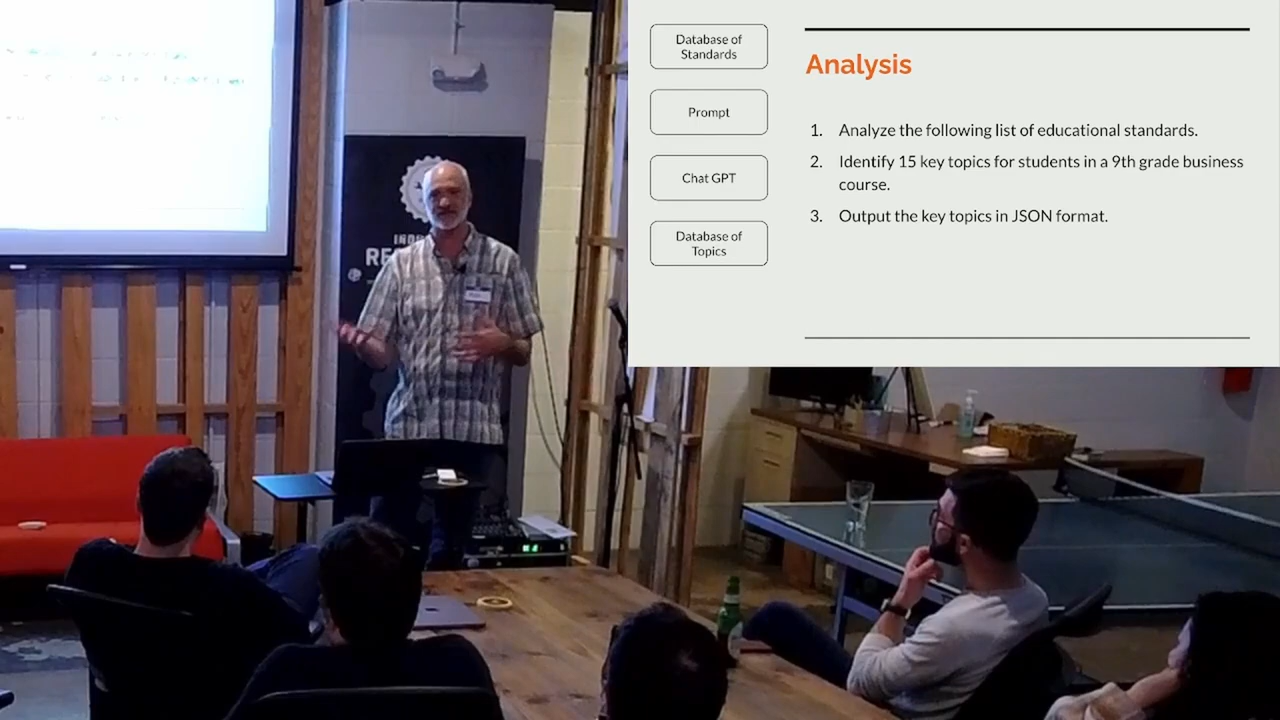 Database of
Standards
Prompt
Chat GPT
Database of
Topics
Analysis
1. Analyze the following list of educational standards.
2. Identify 15 key topics for students in a 9th grade business
course.
3. Output the key topics in JSON format.